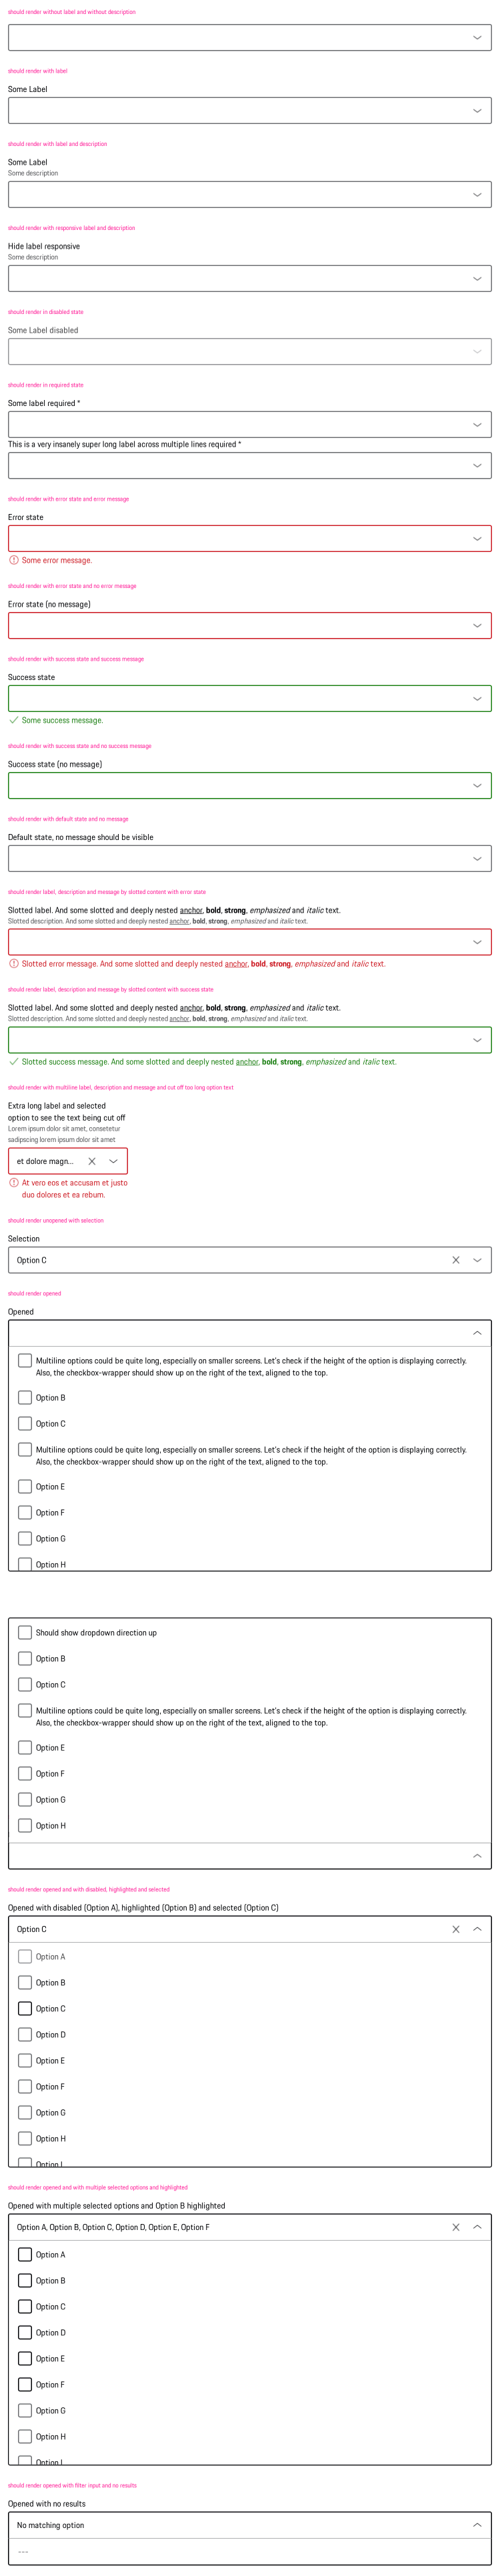 should render without label and without description
should render with label
Some Label
should render with label and description
Some Label
Some description
should render with responsive label and description
Hide label responsive
Some description
should render in disabled state
Some Label disabled
should render in required state
Some label required *
This is a very insanely super long label across multiple lines required *
should render with error state and error message
Error state
Some error message.
should render with error state and no error message
Error state (no message)
should render with success state and success message
Success state
Some success message.
should render with success state and no success message
Success state (no message)
should render with default state and no message
Default state, no message should be visible
should render label, description and message by slotted content with error state
Slotted label. And some slotted and deeply nested anchor, bold, strong, emphasized and italic text.
Slotted description. And some slotted and deeply nested anchor, bold, strong, emphasized and italic text.
Slotted error message. And some slotted and deeply nested anchor, bold, strong, emphasized and italic text.
should render label, description and message by slotted content with success state
Slotted label. And some slotted and deeply nested anchor, bold, strong, emphasized and italic text.
Slotted description. And some slotted and deeply nested anchor, bold, strong, emphasized and italic text.
Slotted success message. And some slotted and deeply nested anchor, bold, strong, emphasized and italic text.
should render with multiline label, description and message and cut off too long option text
Extra long label and selected
option to see the text being cut off
Lorem ipsum dolor sit amet, consetetur
sadipscing lorem ipsum dolor sit amet
et dolore magn...
At vero eos et accusam et justo
duo dolores et ea rebum.
should render unopened with selection
Selection
Option C
should render opened
Opened
Multiline options could be quite long, especially on smaller screens. Let's check if the height of the option is displaying correctly.
Also, the checkbox-wrapper should show up on the right of the text, aligned to the top.
Option B
Option C
Multiline options could be quite long, especially on smaller screens. Let's check if the height of the option is displaying correctly.
Also, the checkbox-wrapper should show up on the right of the text, aligned to the top.
Option E
Option F
Option G
Option H
Should show dropdown direction up
Option B
Option C
Multiline options could be quite long, especially on smaller screens. Let's check if the height of the option is displaying correctly.
Also, the checkbox-wrapper should show up on the right of the text, aligned to the top.
Option E
Option F
Option G
Option H
should render opened and with disabled, highlighted and selected
Opened with disabled (Option A), highlighted (Option B) and selected (Option C)
Option C
Option A
Option B
Option C
Option D
Option E
Option F
Option G
Option H
Option I
should render opened and with multiple selected options and highlighted
Opened with multiple selected options and Option B highlighted
Option A, Option B, Option C, Option D, Option E, Option F
Option A
Option B
Option C
Option D
Option E
Option F
Option G
Option H
Option I
should render opened with filter input and no results
Opened with no results
No matching option
---